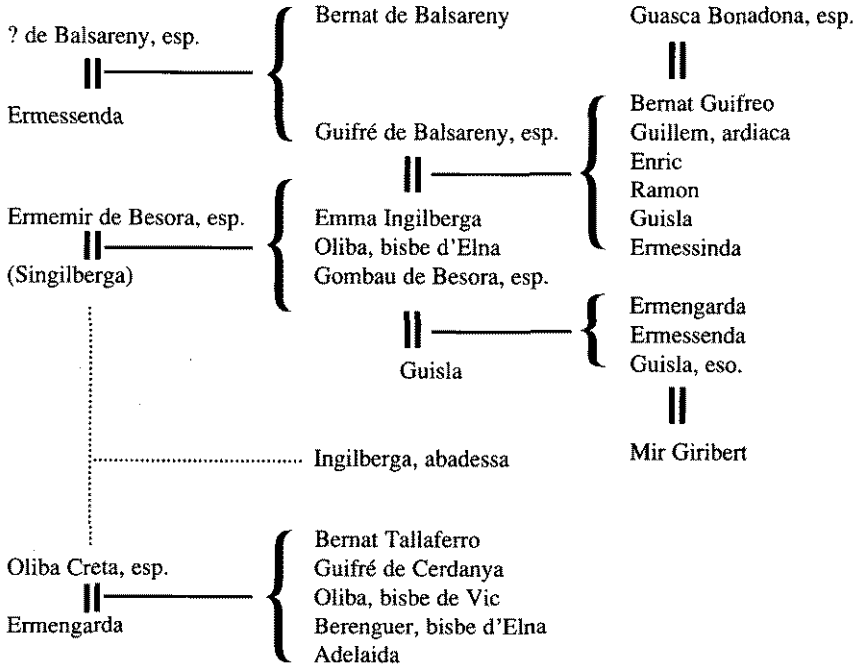 ? de Balsareny, esp.
Ermessenda
Bernat de Balsareny
Guifré de Balsareny, esp.
Guasca Bonadona, esp.
Bernat Guifreo
Guillem, ardiaca
Enric
Ramon
Guisla
Ermessinda
Ermemir de Besora, esp.
(Singilberga)
Emma Ingilberga
Oliba, bisbe d'Elna
Gombau de Besora, esp.
Guisla
Ermengarda
Ermessenda
Guisla, eso.
Mir Giribert
Ingilberga, abadessa
Oliba Creta, esp.
Ermengarda
Bernat Tallaferro
Guifré de Cerdanya
Oliba, bisbe de Vic
Berenguer, bisbe d'Elna
Adelaida